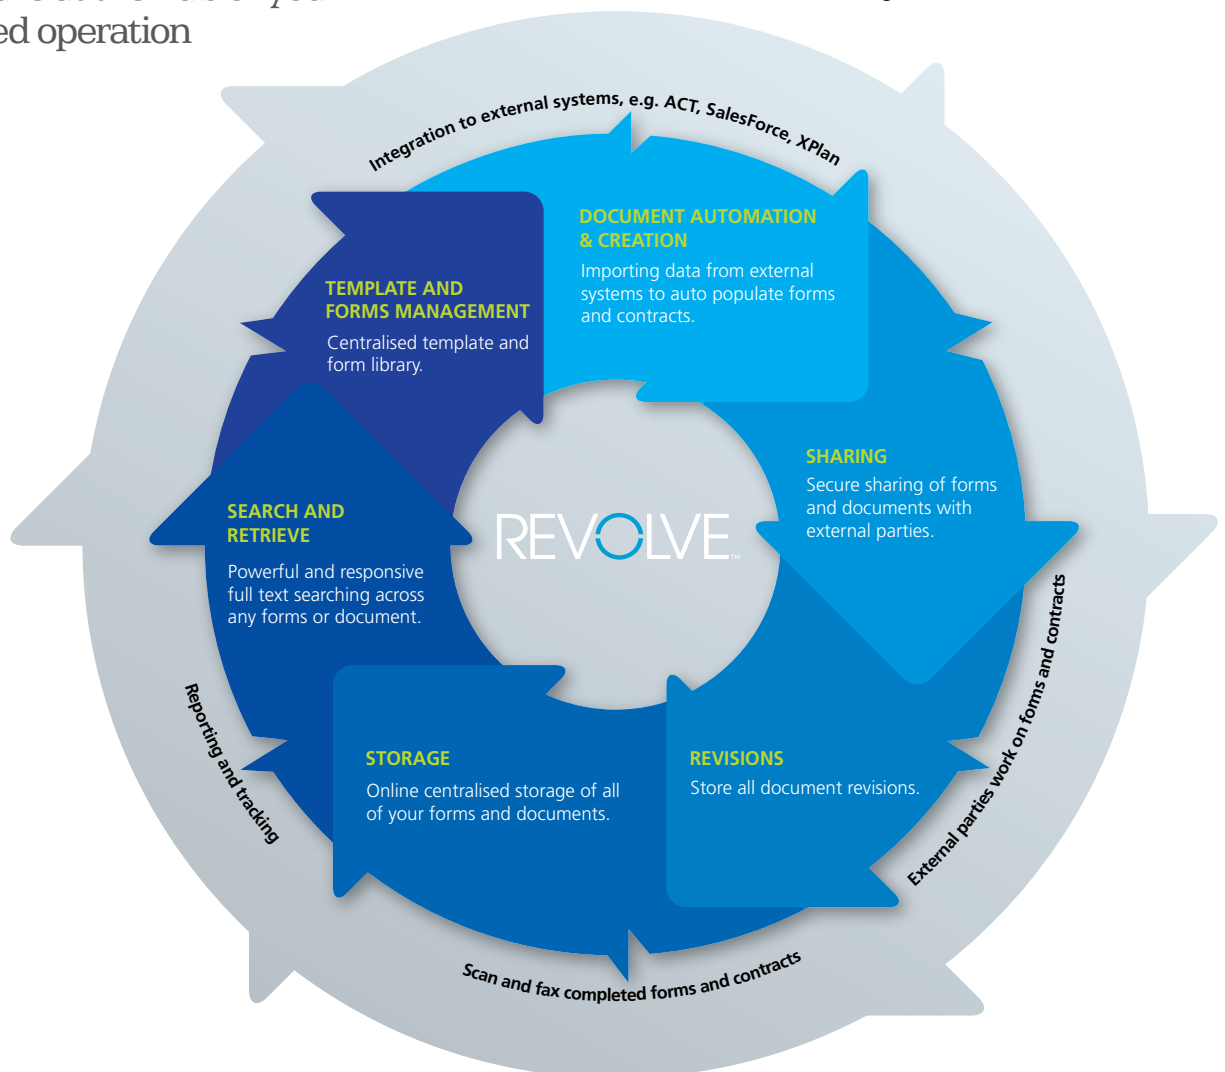 ed operation
Integration to external systems, e.g. ACT, SalesForce, XPlan
DOCUMENT AUTOMATION
& CREATION
Importing data from external
systems to auto populate forms
and contracts.
TEMPLATE AND
FORMS MANAGEMENT
Centralised template and
form library.
SHARING
Secure sharing of forms
and documents with
external parties.
SEARCH AND
RETRIEVE
Powerful and responsive
full text searching across
any forms or document.
REVOLVE™
STORAGE
Online centralised storage of all
of your forms and documents.
REVISIONS
Store all document revisions.
Reporting and tracking
External parties work on forms and contracts
Scan and fax completed forms and contracts